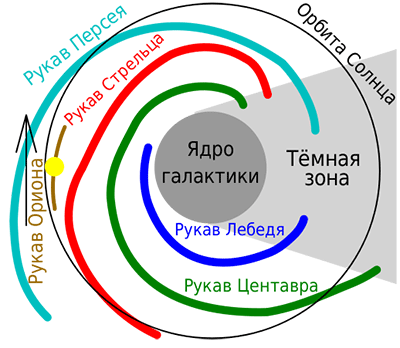 Рукав Персея
Орбита Солнца
Рукав Стрельца
Ядро
галактики
Тёмная
зона
Рукав Ориона
Рукав Лебедя
Рукав Центавра